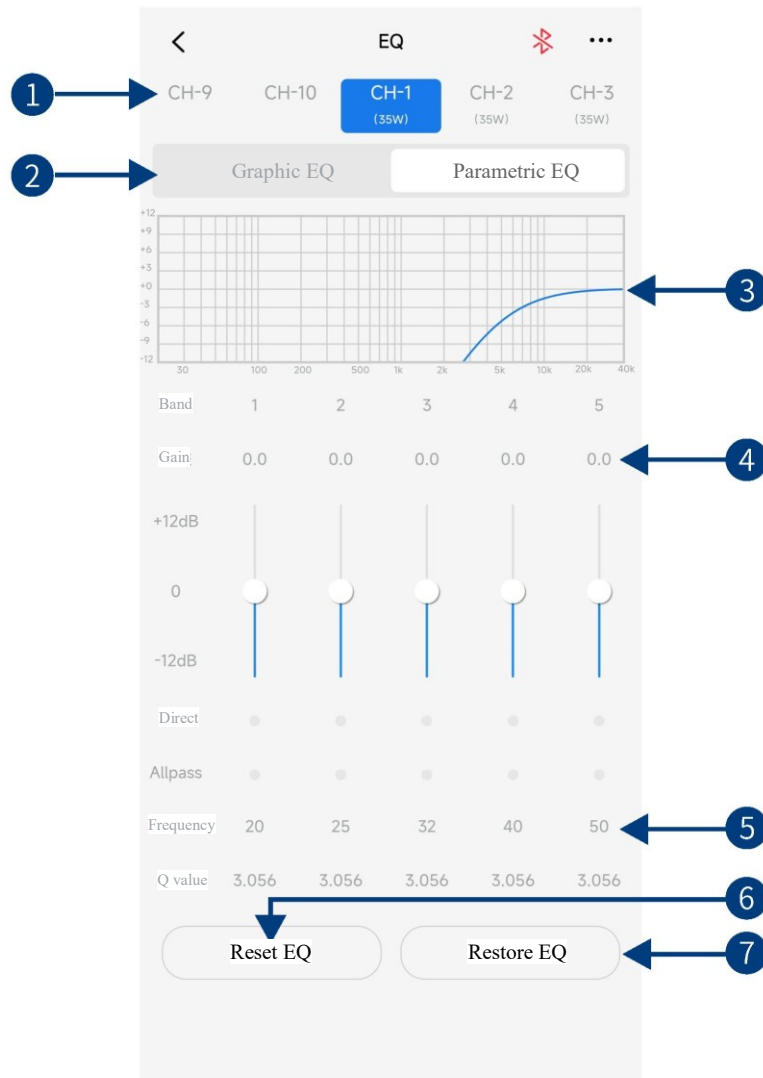 EQ
1
CH-9 CH-10 CH-1 CH-2 CH-3
(35W) (35W) (35W)
2
Graphic EQ Parametric EQ
+12
+9
+6
+3
+0
-3
-6
-9
-12
3
30 100 200 500 1k 2k 5k 10k 20k 40k
Band 1 2 3 4 5
Gain: 0.0 0.0 0.0 0.0 0.0
4
+12dB
0
-12dB
Direct
Allpass
Frequency 20 25 32 40 50
5
Q value 3.056 3.056 3.056 3.056 3.056
6
Reset EQ Restore EQ
7